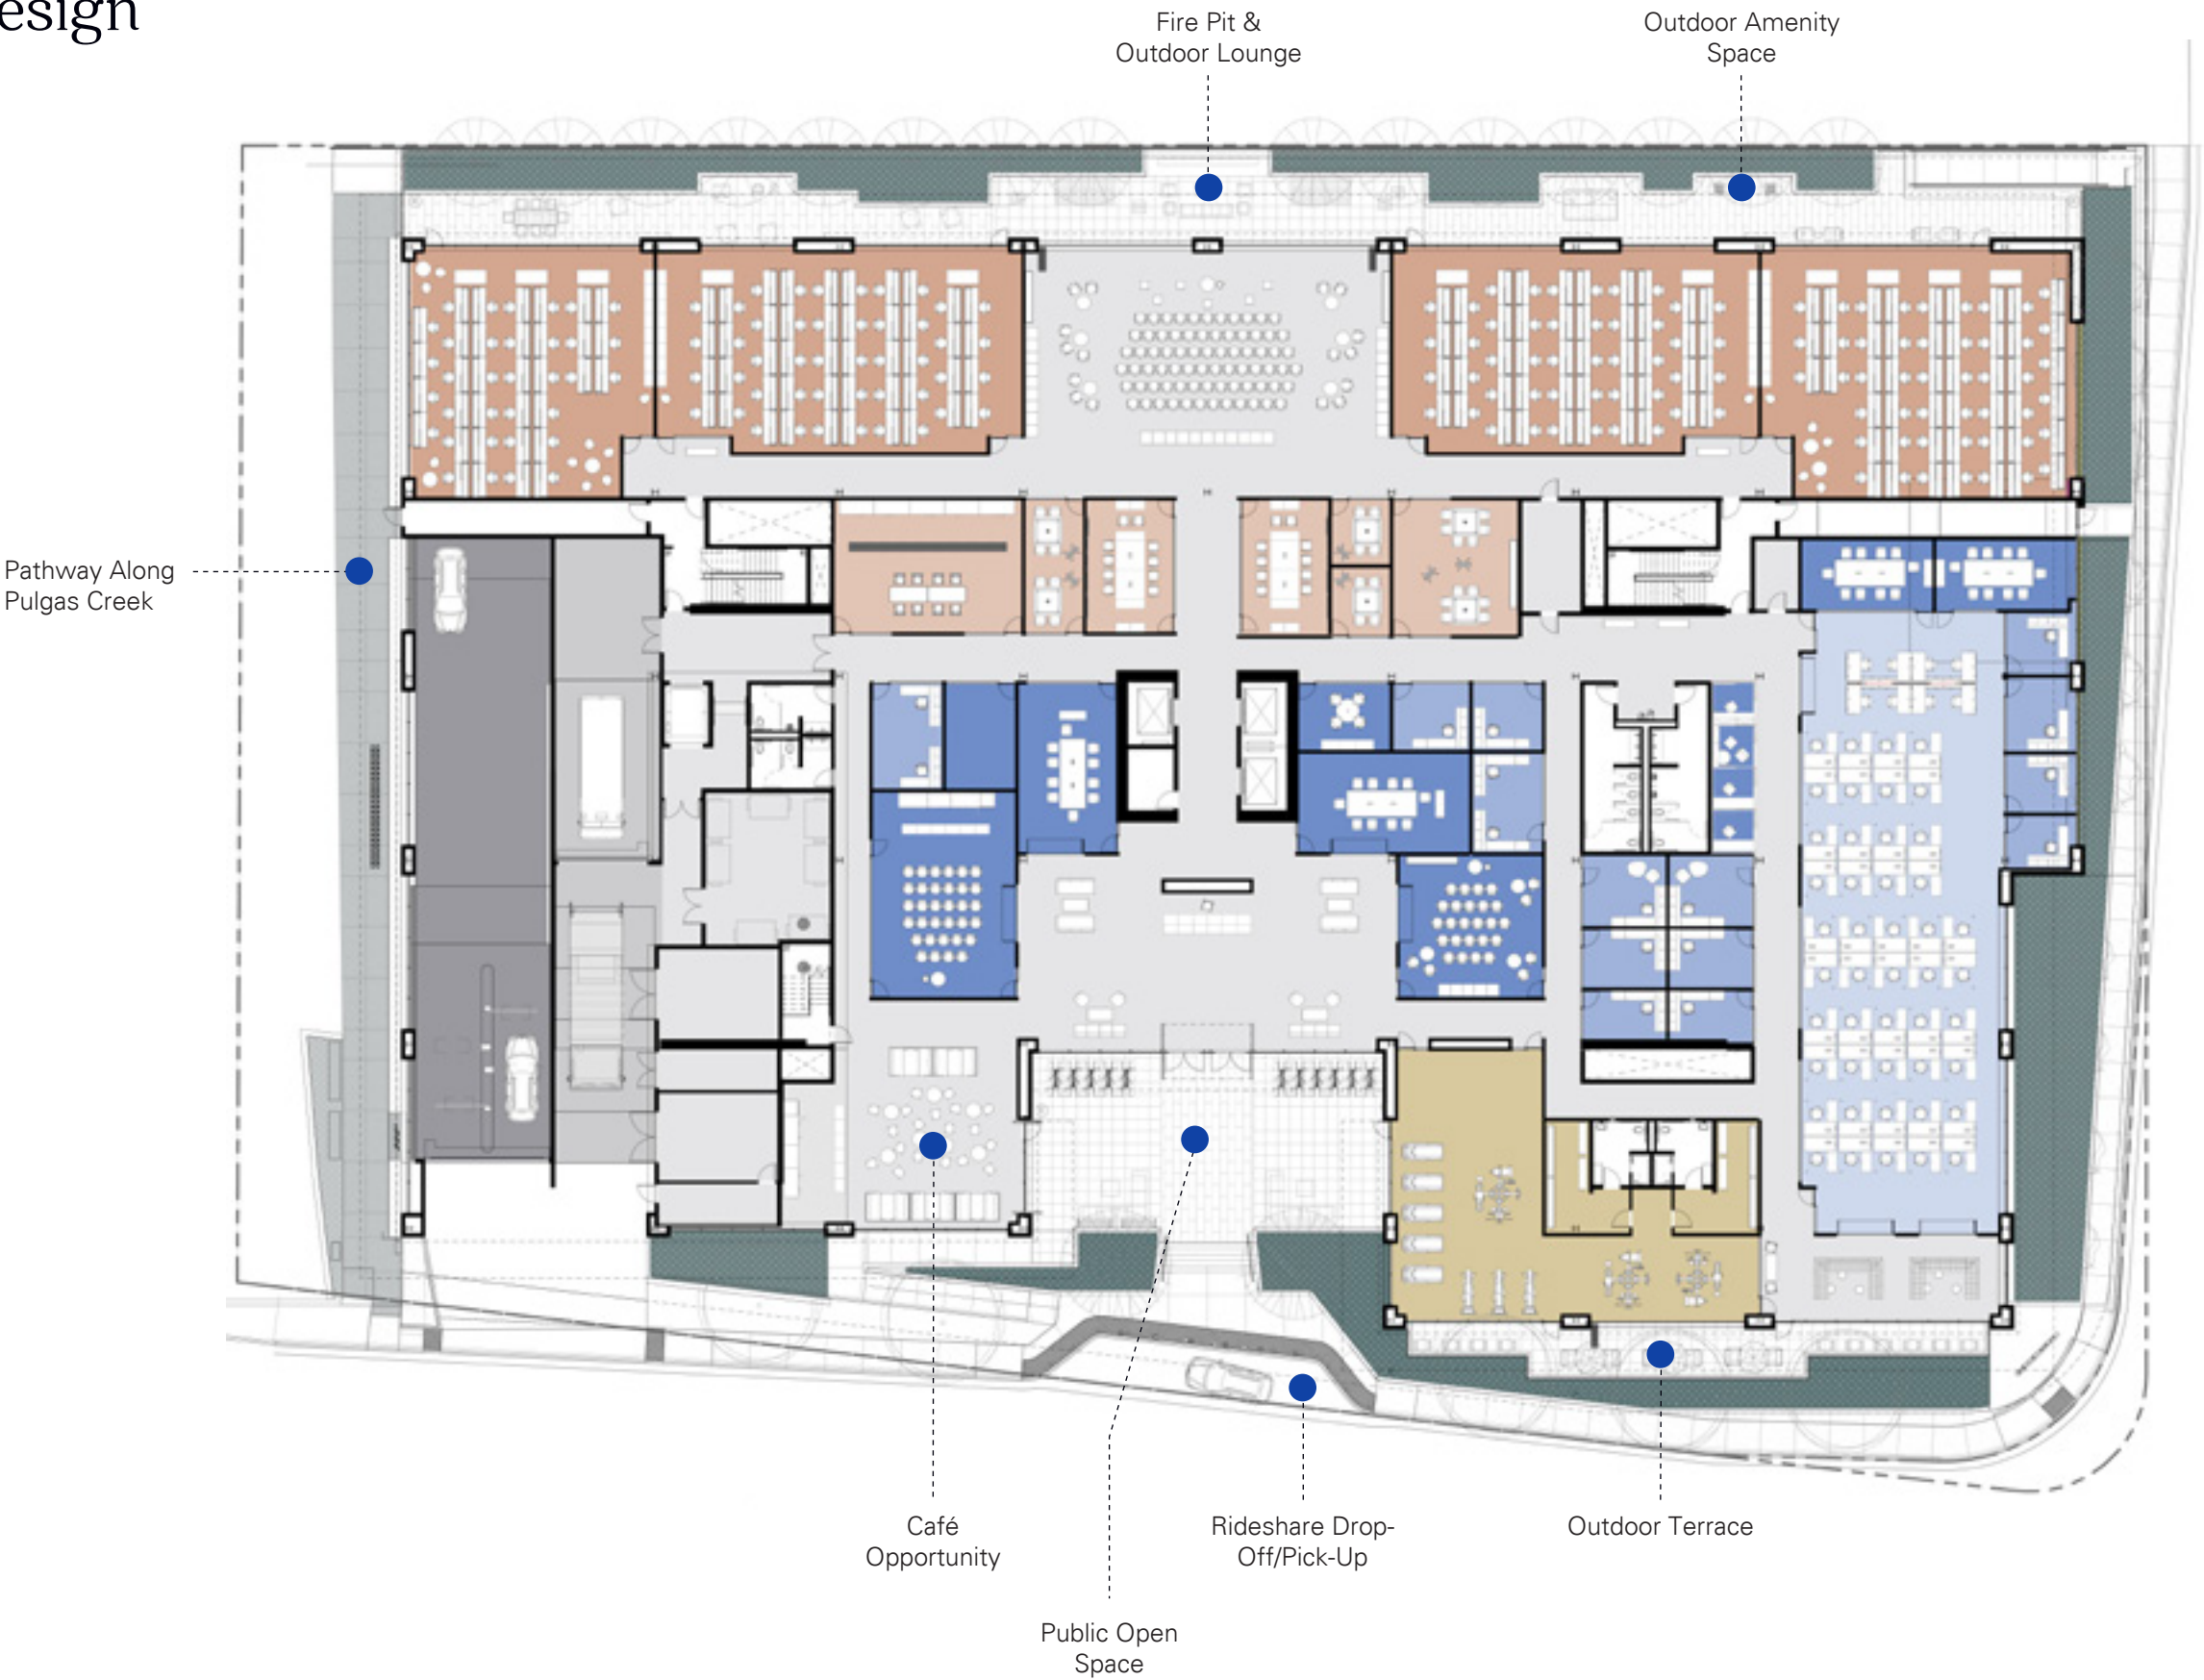 esign
Fire Pit &
Outdoor Lounge
Outdoor Amenity
Space
Pathway Along
Pulgas Creek
Café
Opportunity
Rideshare Drop-
Off/Pick-Up
Outdoor Terrace
Public Open
Space